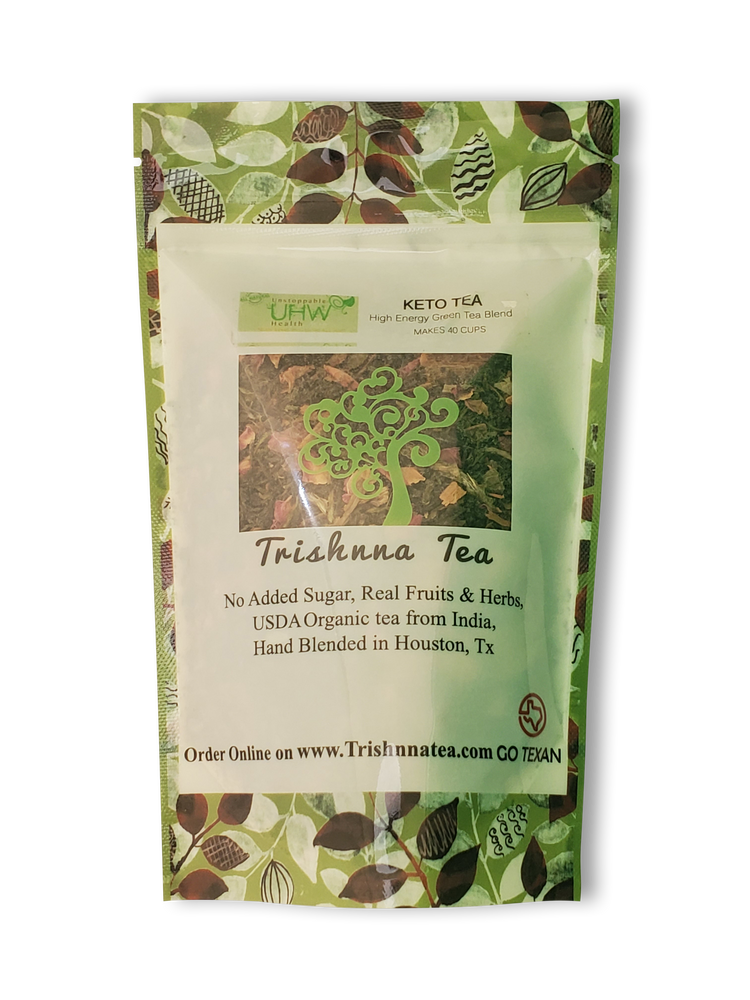 Unstoppable
UHW
Health
KETO TEA
High Energy Green Tea Blend
MAKES 40 CUPS
Trishnna Tea
No Added Sugar, Real Fruits & Herbs,
USDA Organic tea from India,
Hand Blended in Houston, Tx
Order Online on www.Trishnnatea.com GO TEXAN